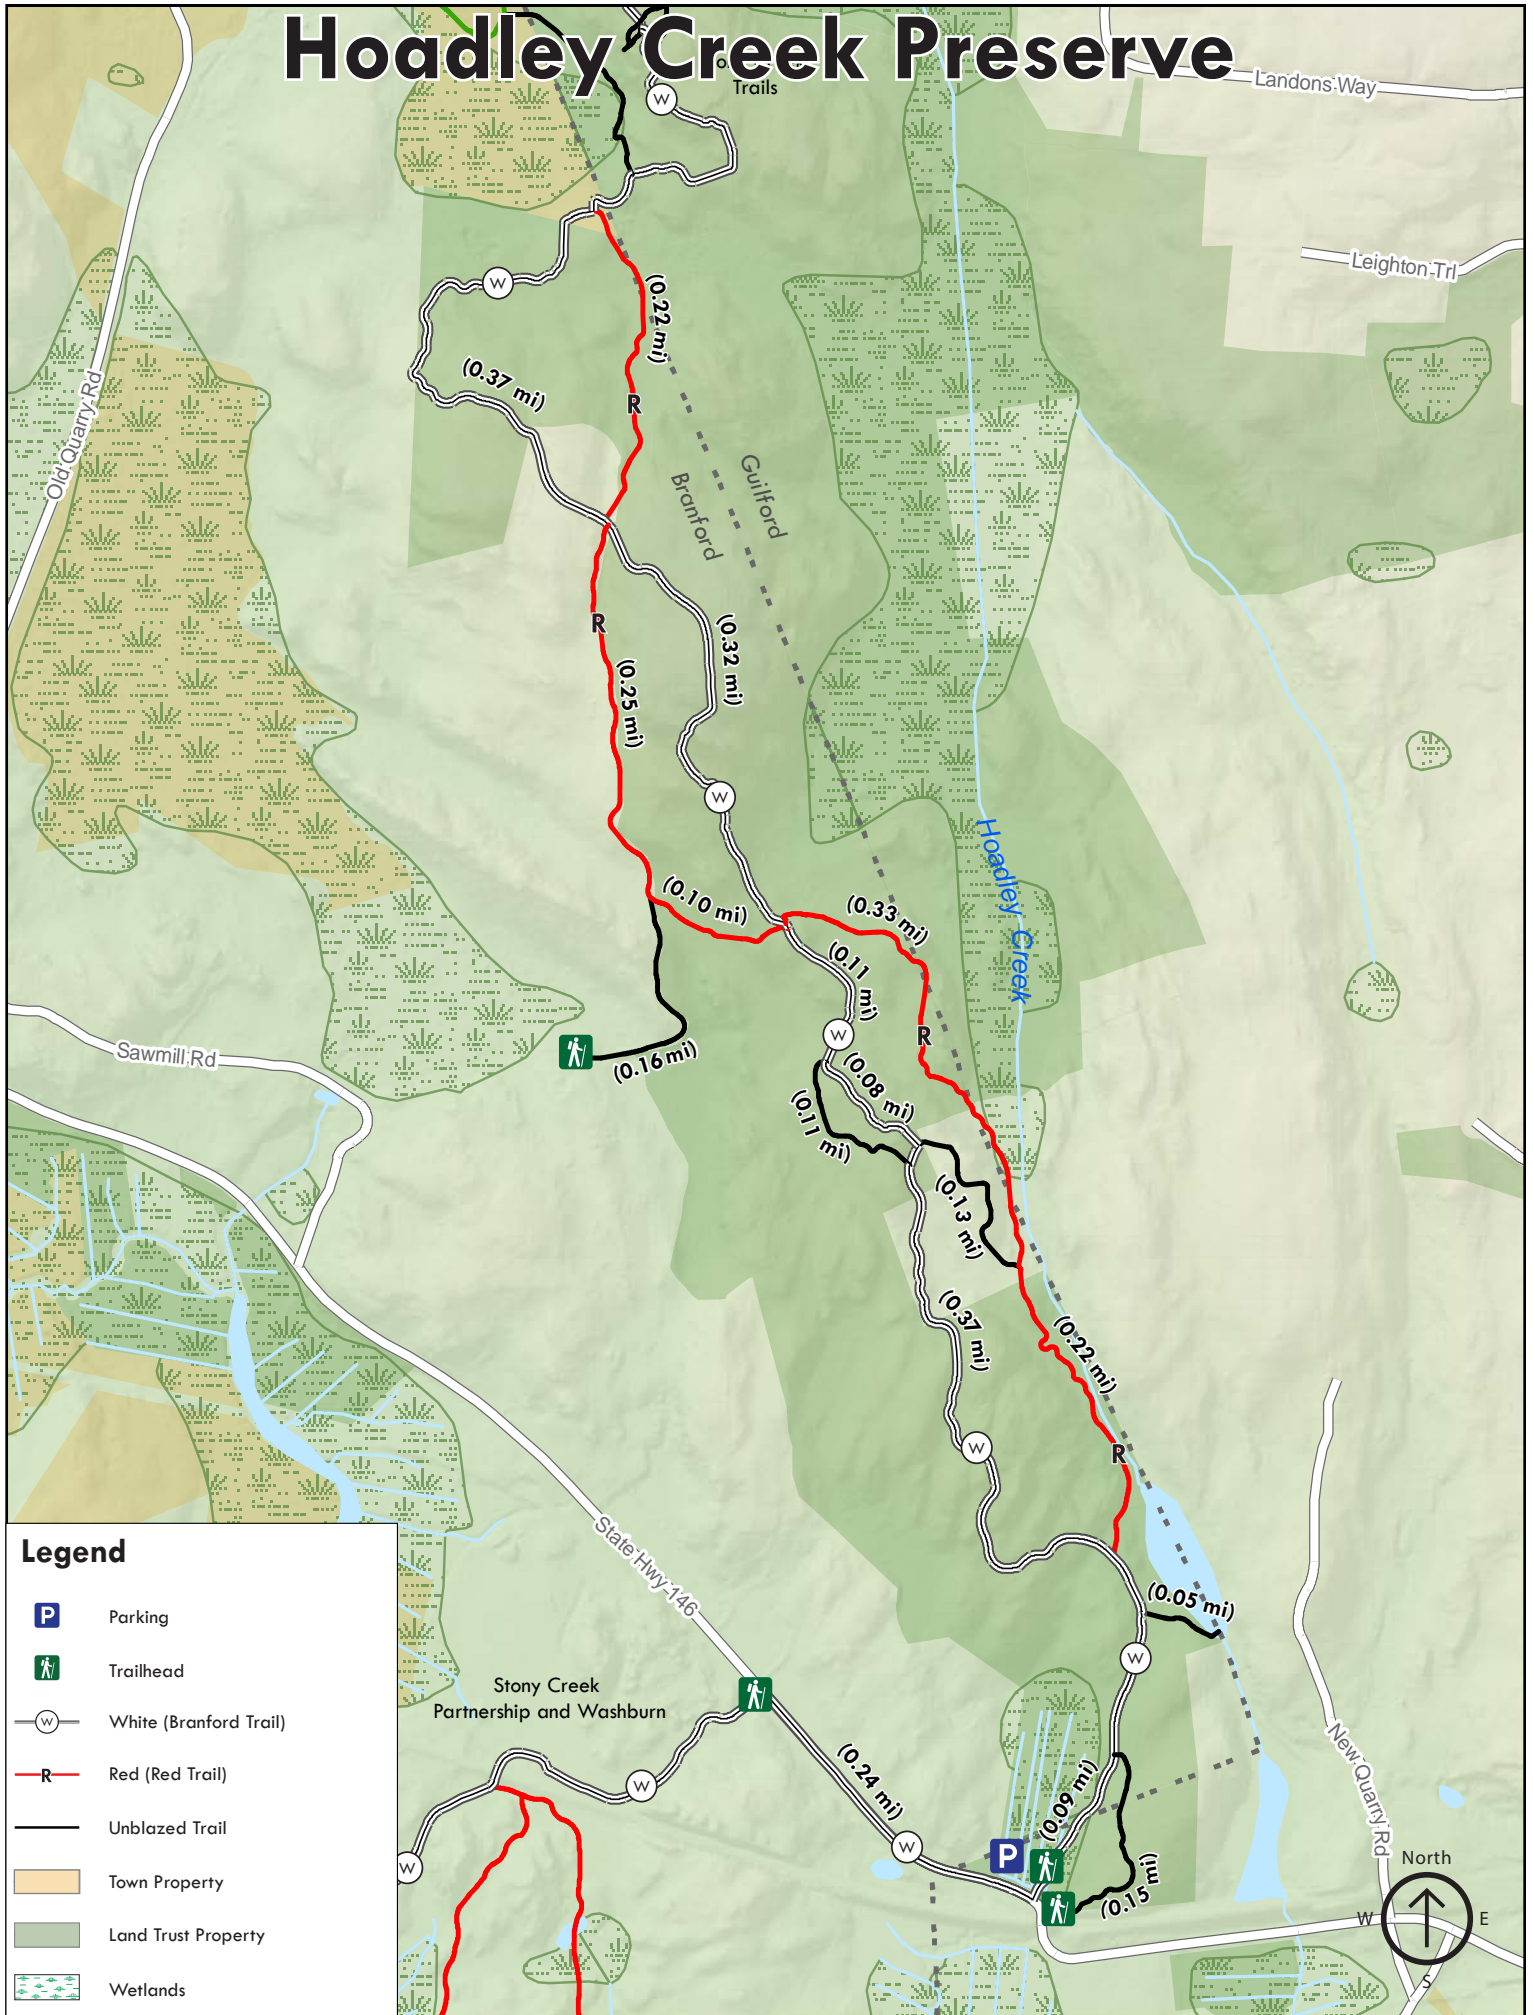 Hoadley Creek Preserve
Trails
Landons Way
W
Leighton Trl
W
(0.22 mi)
(0.37 mi)
R
Old Quarry Rd
Guilford
Branford
R
(0.32 mi)
(0.25 mi)
W
Hoadley Creek
(0.10 mi)
(0.33 mi)
(0.11 mi)
W
R
Sawmill Rd
(0.16 mi)
(0.08 mi)
(0.11 mi)
(0.13 mi)
(0.37 mi)
(0.22 mi)
W
R
State Hwy 146
(0.05 mi)
W
Stony Creek
Partnership and Washburn
New Quarry Rd
(0.24 mi)
(0.09 mi)
W
W
W
P
(0.15 mi)
North
W
E
S
Legend
P
Parking
Trailhead
W
White (Branford Trail)
R
Red (Red Trail)
Unblazed Trail
Town Property
Land Trust Property
Wetlands